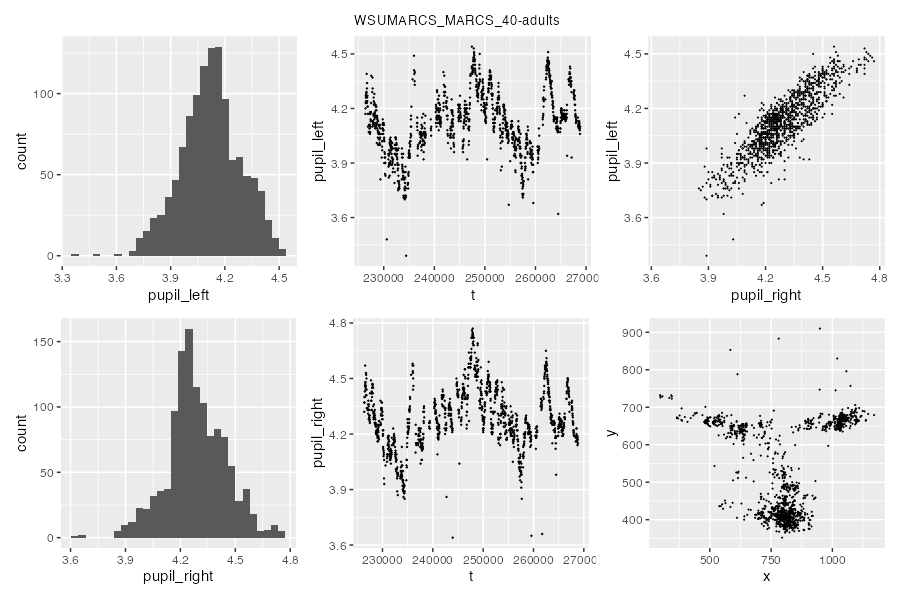 WSUMARCS_MARCS_40-adults
count
100
50
0
3.3 3.6 3.9 4.2 4.5
pupil_left
pupil_left
4.5
4.2
3.9
3.6
230000 240000 250000 260000 27000
t
pupil_left
4.5
4.2
3.9
3.6
3.6 3.9 4.2 4.5 4.8
pupil_right
count
150
100
50
0
3.6 3.9 4.2 4.5 4.8
pupil_right
pupil_right
4.8
4.5
4.2
3.9
3.6
230000 240000 250000 260000 27000
t
y
900
800
700
600
500
400
500 750 1000
x